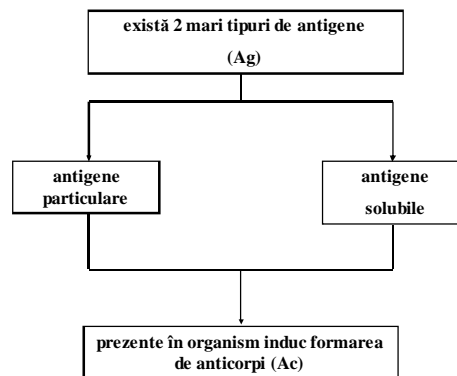 există 2 mari tipuri de antigene
(Ag)
antigene
particulare
antigene
solubile
prezente în organism induc formarea
de anticorpi (Ac)